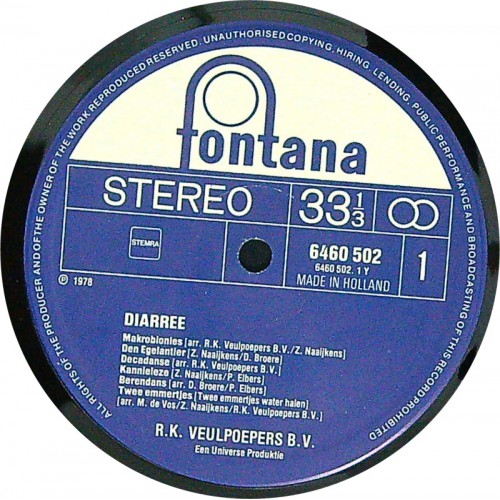 ALL RIGHTS OF THE PRODUCER AND OF THE OWNER OF THE WORK REPRODUCED RESERVED. UNAUTHORISED COPYING, HIRING, LENDING, PUBLIC PERFORMANCE AND BROADCASTING OF THIS RECORD PROHIBITED
fontana
STEREO 33 1/3
STEMRA
6460 502
6460 502. 1 Y
MADE IN HOLLAND
1
℗ 1978
DIARREE
Makrobionies [arr. R.K. Veulpoepers B.V./Z. Naaijkens]
Den Egelantier [Z. Naaijkens/D. Broere]
Decadanse [arr. R.K. Veulpoepers B.V.]
Kannieleze [Z. Naaijkens/P. Elbers]
Berendans [arr. D. Broere/P. Elbers]
Twee emmertjes [Twee emmertjes water halen]
[arr. M. de Vos/Z. Naaijkens/R.K. Veulpoepers B.V.]
R.K. VEULPOEPERS B.V.
Een Universe Produktie